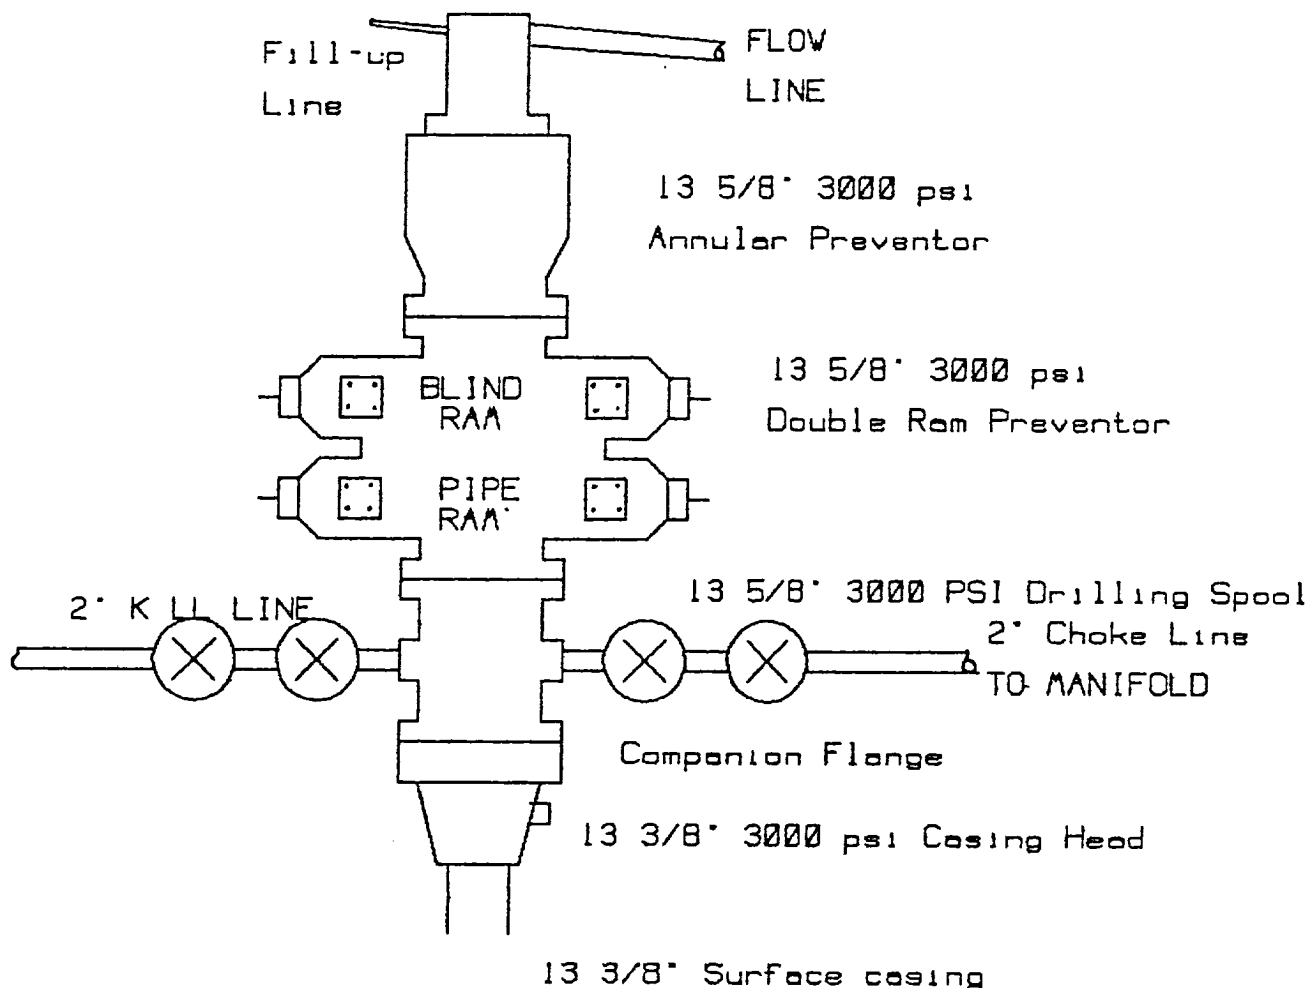 Fill-up
Line
FLOW
LINE
13 5/8" 3000 psi
Annular Preventor
13 5/8" 3000 psi
Double Ram Preventor
BLIND
RAM
PIPE
RAM
13 5/8" 3000 PSI Drilling Spool
2" K LL LINE
2" Choke Line
TO MANIFOLD
Companion Flange
13 3/8" 3000 psi Casing Head
13 3/8" Surface casing